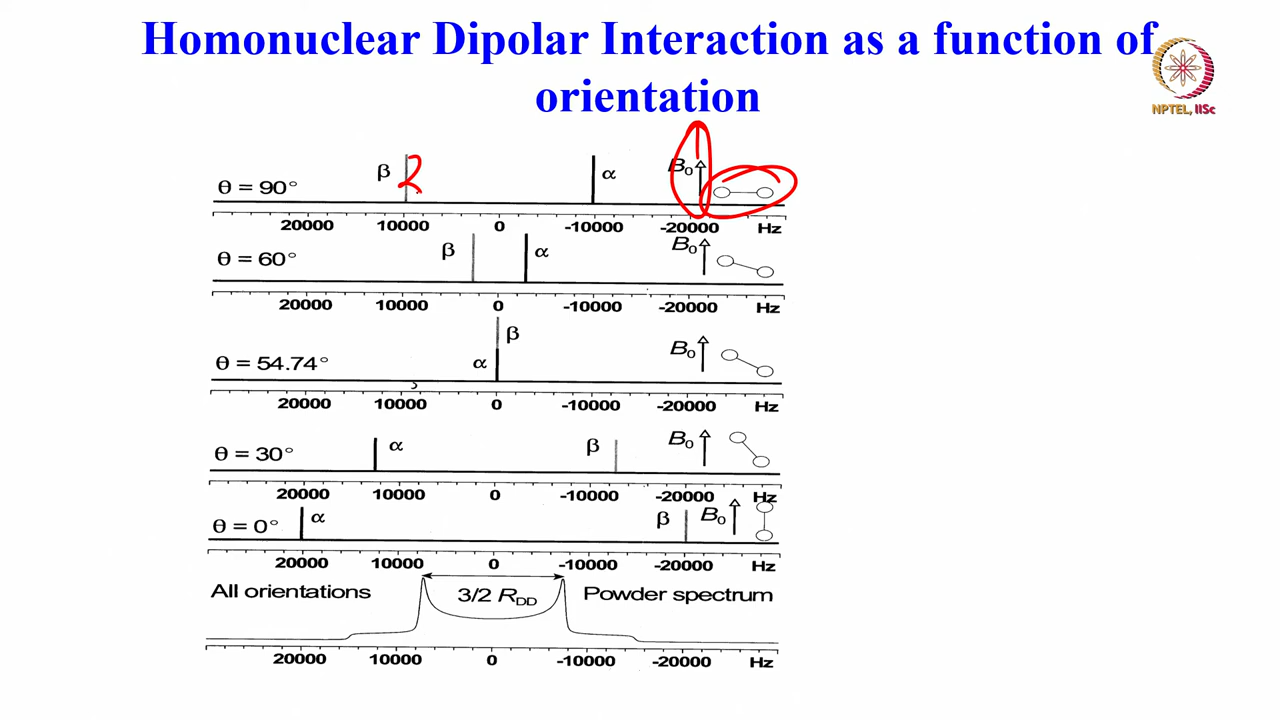 Homonuclear Dipolar Interaction as a function of
orientation
NPTEL, IISc
θ = 90° β α B₀
20000 10000 0 -10000 -20000 Hz
θ = 60° β α B₀
20000 10000 0 -10000 -20000 Hz
θ = 54.74° α β B₀
20000 10000 0 -10000 -20000 Hz
θ = 30° α β B₀
20000 10000 0 -10000 -20000 Hz
θ = 0° α β B₀
20000 10000 0 -10000 -20000 Hz
All orientations 3/2 R_DD Powder spectrum
20000 10000 0 -10000 -20000 Hz